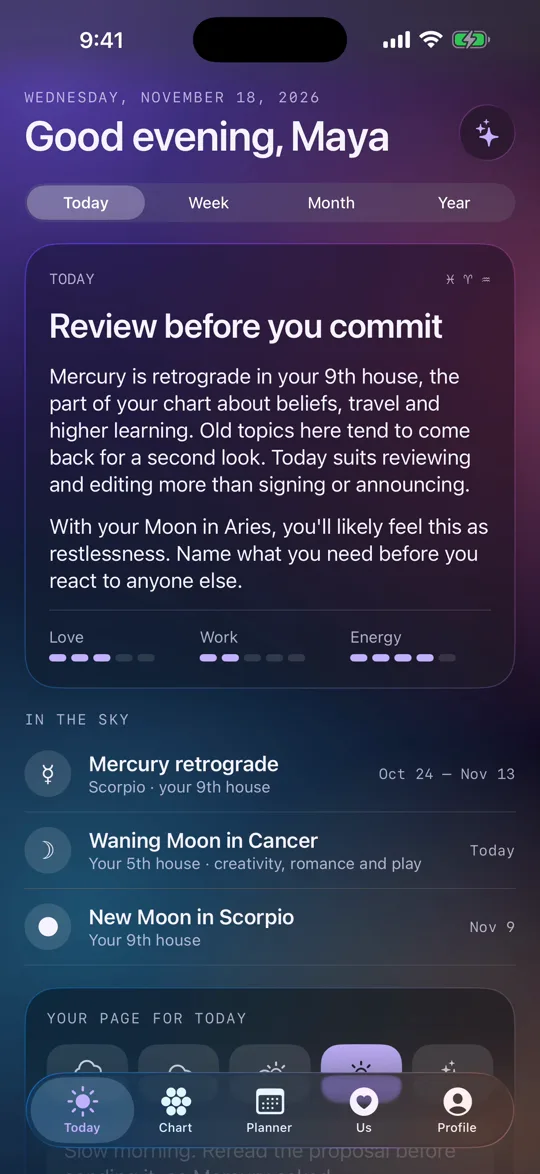 9:41
WEDNESDAY, NOVEMBER 18, 2026
Good evening, Maya
Today Week Month Year
TODAY ♓︎ ♈︎ ♒︎
Review before you commit
Mercury is retrograde in your 9th house, the
part of your chart about beliefs, travel and
higher learning. Old topics here tend to come
back for a second look. Today suits reviewing
and editing more than signing or announcing.
With your Moon in Aries, you'll likely feel this as
restlessness. Name what you need before you
react to anyone else.
Love Work Energy
IN THE SKY
☿ Mercury retrograde
Scorpio · your 9th house
Oct 24 — Nov 13
Waning Moon in Cancer
Your 5th house · creativity, romance and play
Today
New Moon in Scorpio
Your 9th house
Nov 9
YOUR PAGE FOR TODAY
Today Chart Planner Us Profile
Slow morning. Reread the proposal before